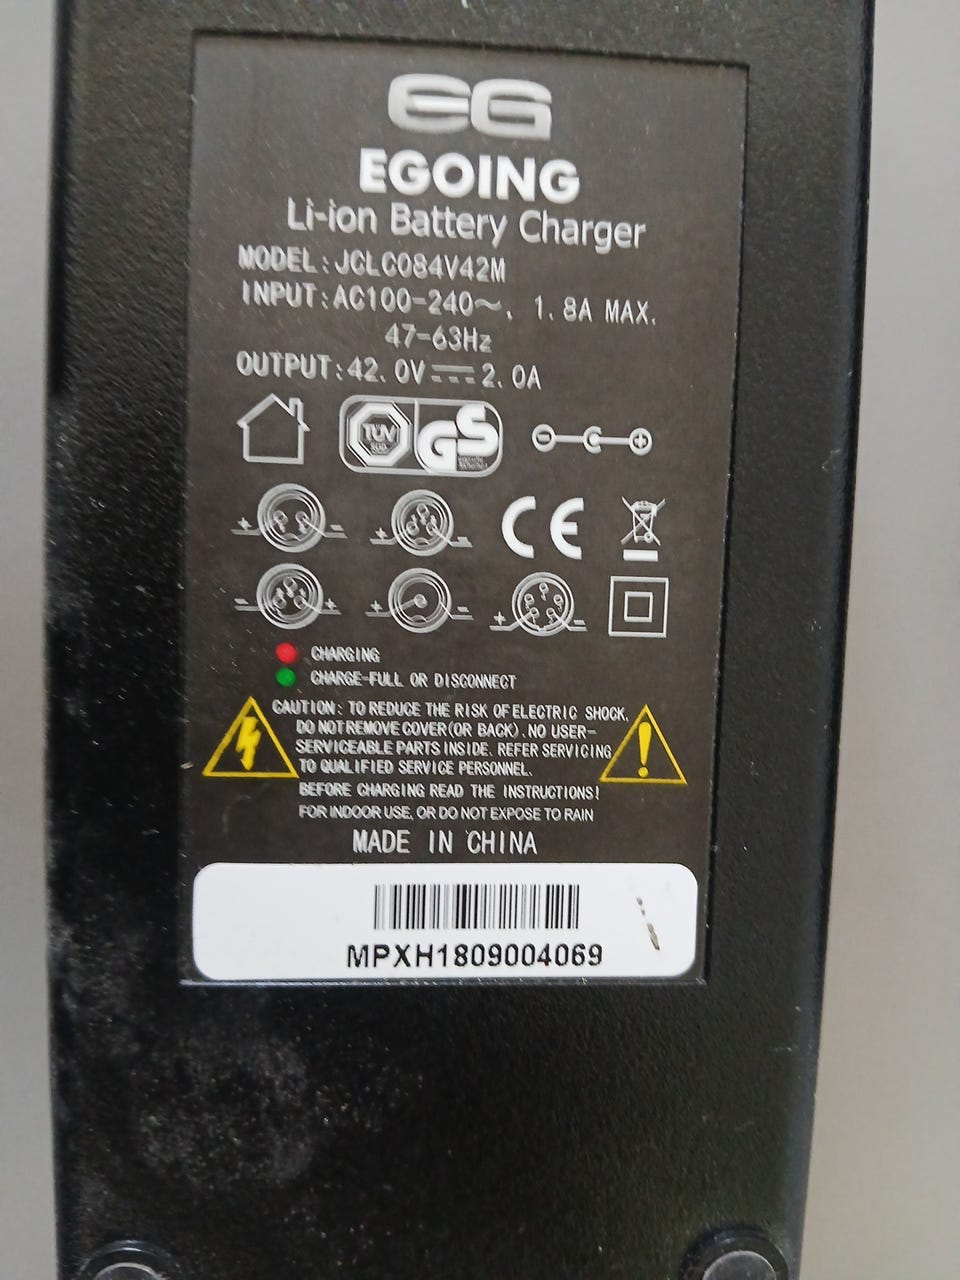 EG
EGOING
Li-ion Battery Charger
MODEL:JCLC084V42M
INPUT:AC100-240~, 1.8A MAX.
47-63Hz
OUTPUT:42.0V⎓2.0A
TÜV
SÜD
GS
+ - + - CE
- + + - + -
CHARGING
CHARGE-FULL OR DISCONNECT
CAUTION: TO REDUCE THE RISK OF ELECTRIC SHOCK,
DO NOT REMOVE COVER(OR BACK). NO USER-
SERVICEABLE PARTS INSIDE. REFER SERVICING
TO QUALIFIED SERVICE PERSONNEL.
BEFORE CHARGING READ THE INSTRUCTIONS!
FOR INDOOR USE, OR DO NOT EXPOSE TO RAIN
MADE IN CHINA
MPXH1809004069